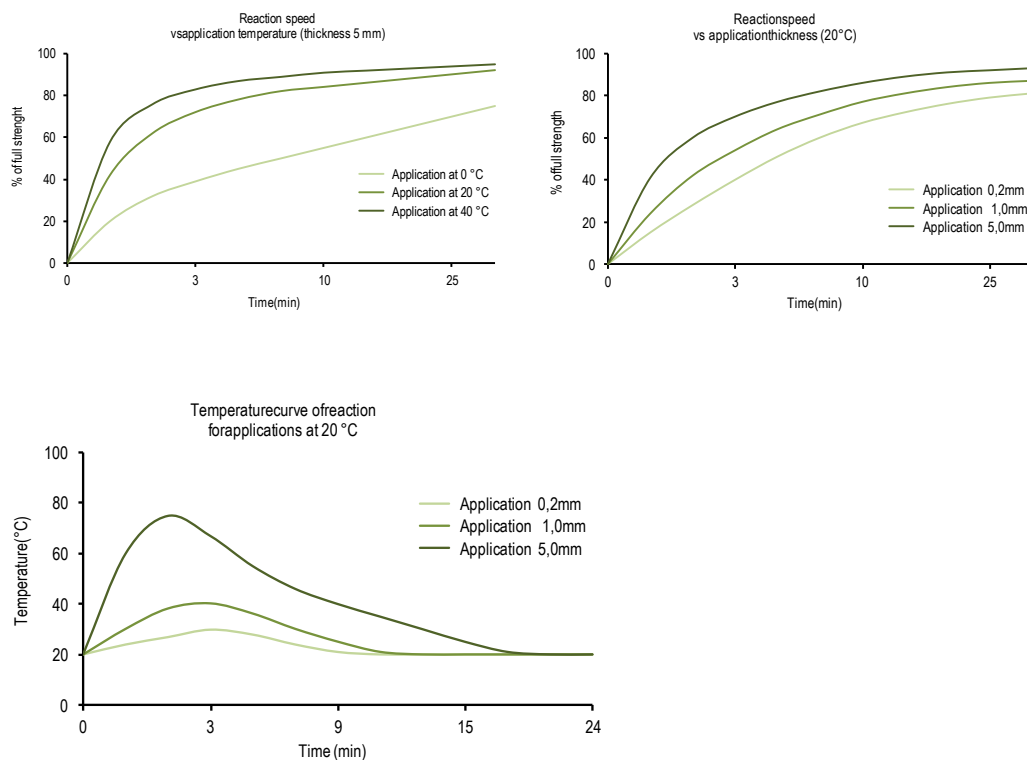 Reaction speed
vsapplication temperature (thickness 5 mm)
100
80
60
40
20
0
% of full strenght
Application at 0 °C
Application at 20 °C
Application at 40 °C
0 3 10 25
Time(min)
Reactionspeed
vs applicationthickness (20°C)
100
80
60
40
20
0
% offull strength
Application 0,2mm
Application 1,0mm
Application 5,0mm
0 3 10 25
Time(min)
Temperaturecurve ofreaction
forapplications at 20 °C
100
80
60
40
20
0
Temperature(°C)
Application 0,2mm
Application 1,0mm
Application 5,0mm
0 3 9 15 24
Time (min)